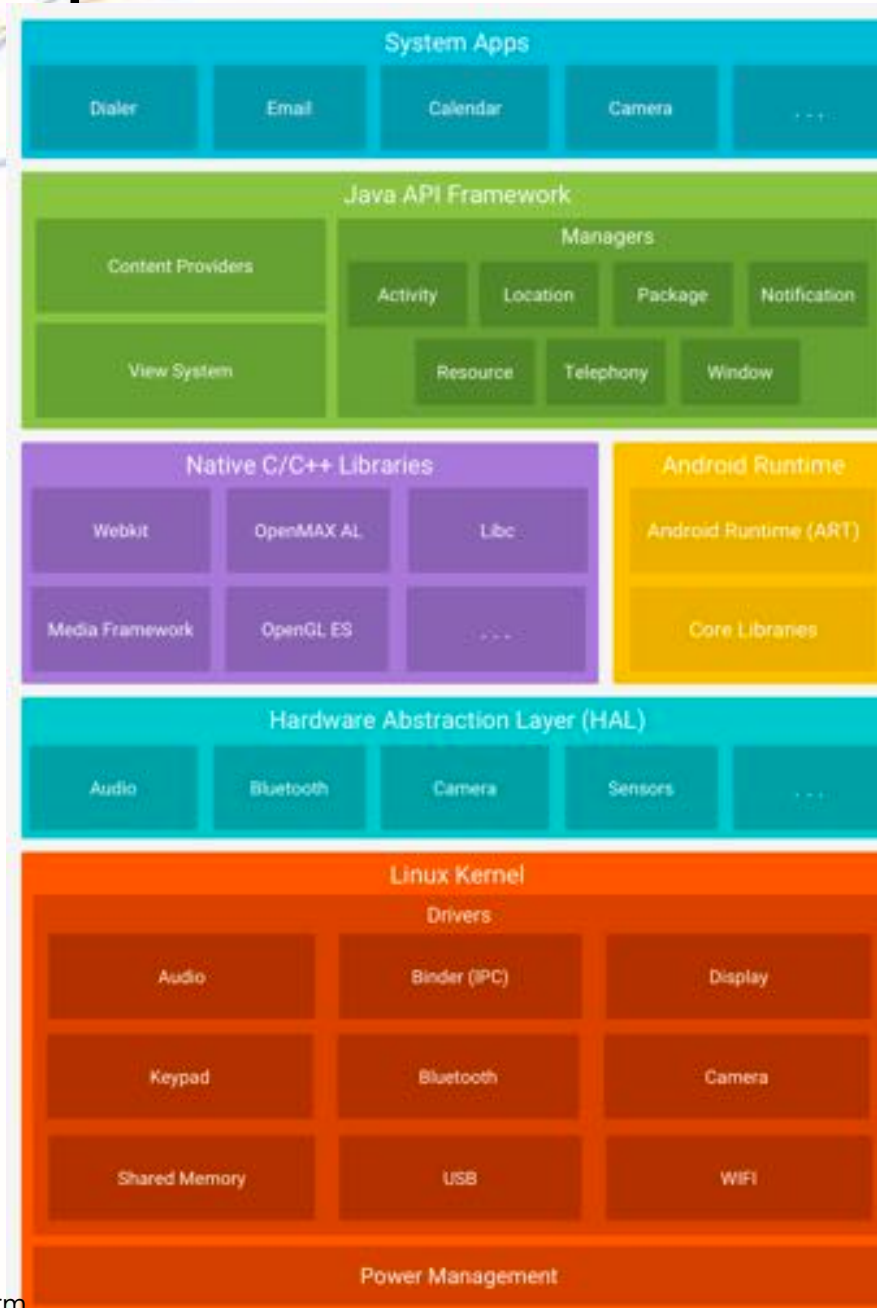 System Apps
Dialer Email Calendar Camera . . .
Java API Framework
Content Providers
View System
Managers
Activity Location Package Notification
Resource Telephony Window
Native C/C++ Libraries
Webkit OpenMAX AL Libc
Media Framework OpenGL ES . . .
Android Runtime
Android Runtime (ART)
Core Libraries
Hardware Abstraction Layer (HAL)
Audio Bluetooth Camera Sensors . . .
Linux Kernel
Drivers
Audio Binder (IPC) Display
Keypad Bluetooth Camera
Shared Memory USB WIFI
Power Management